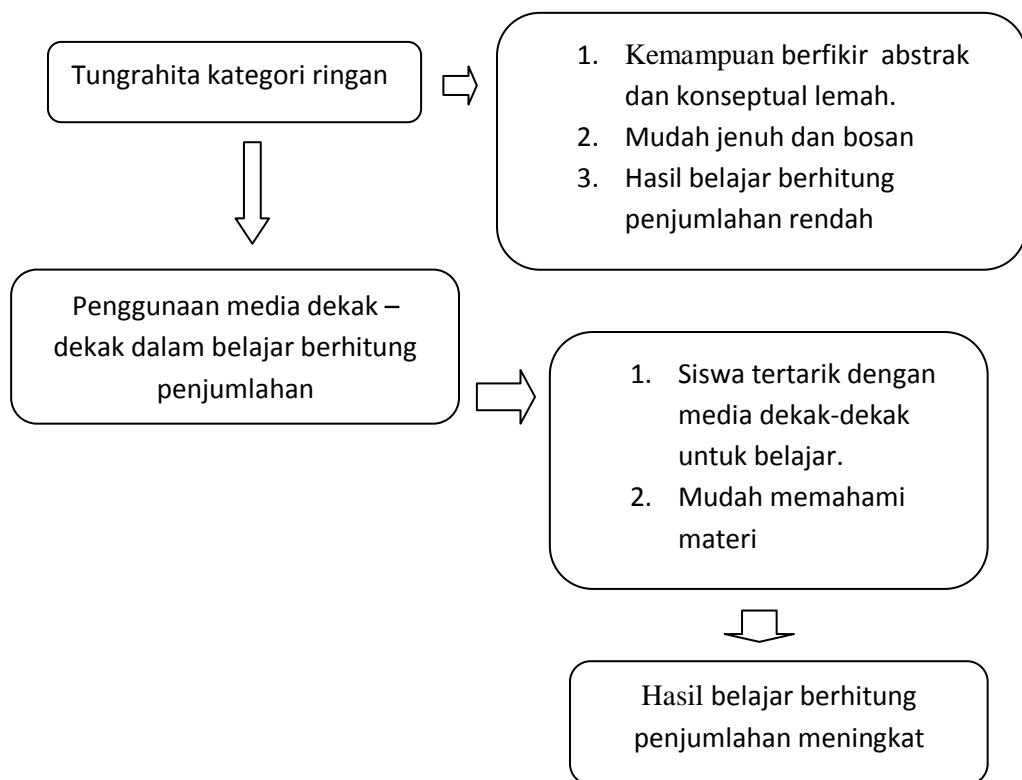 Tungrahita kategori ringan
1. Kemampuan berfikir abstrak
dan konseptual lemah.
2. Mudah jenuh dan bosan
3. Hasil belajar berhitung
penjumlahan rendah
Penggunaan media dekak –
dekak dalam belajar berhitung
penjumlahan
1. Siswa tertarik dengan
media dekak-dekak
untuk belajar.
2. Mudah memahami
materi
Hasil belajar berhitung
penjumlahan meningkat